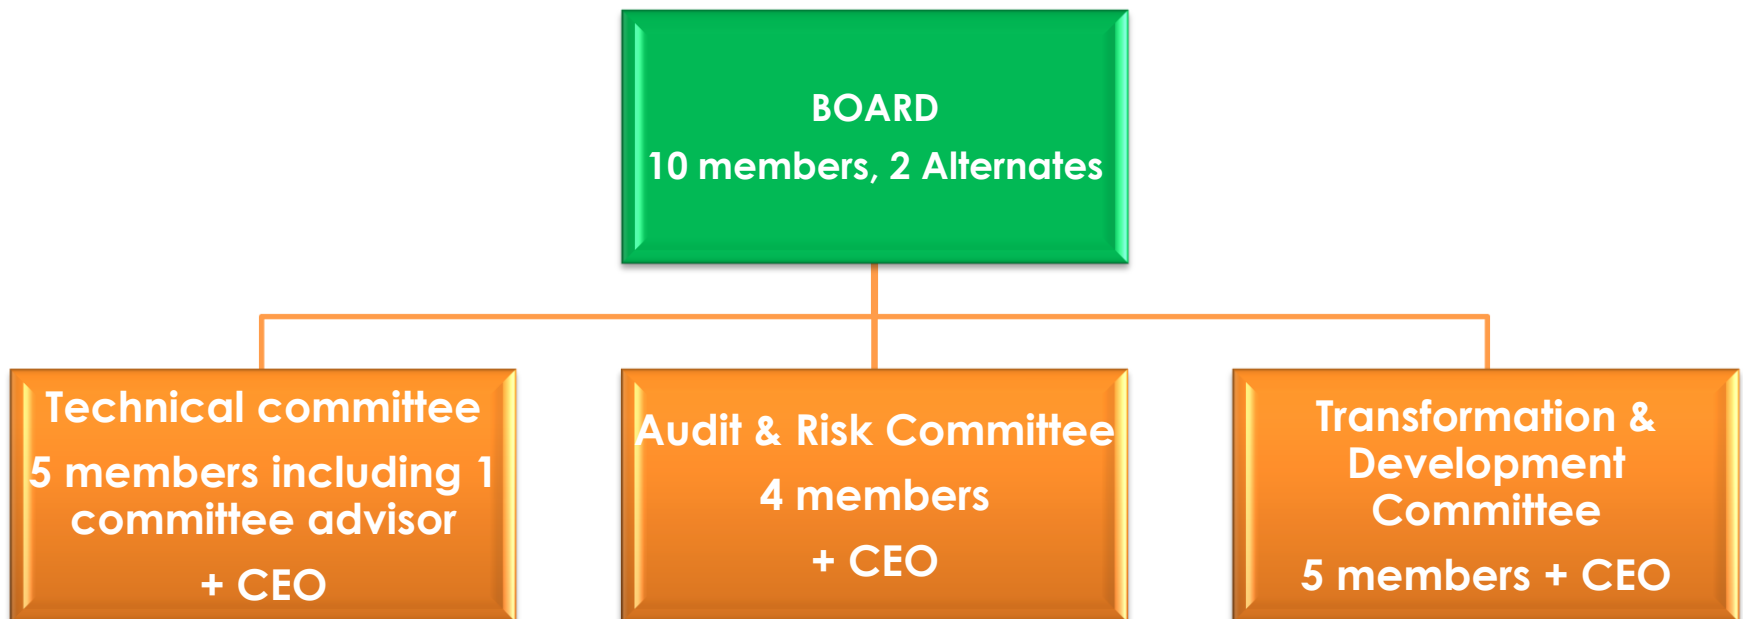 BOARD
10 members, 2 Alternates
Technical committee
5 members including 1
committee advisor
+ CEO
Audit & Risk Committee
4 members
+ CEO
Transformation &
Development
Committee
5 members + CEO